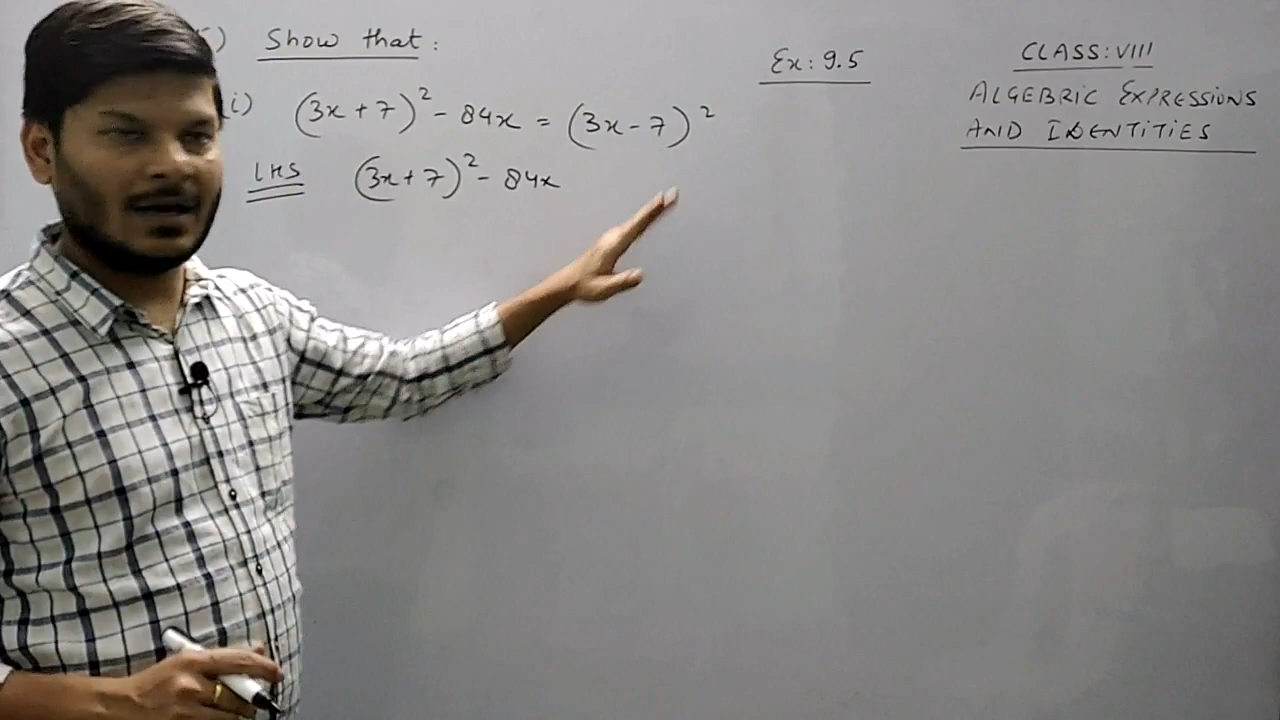 5) Show that:
(i) (3x+7)² - 84x = (3x-7)²
LHS (3x+7)² - 84x
Ex: 9.5
CLASS: VIII
ALGEBRIC EXPRESSIONS
AND IDENTITIES